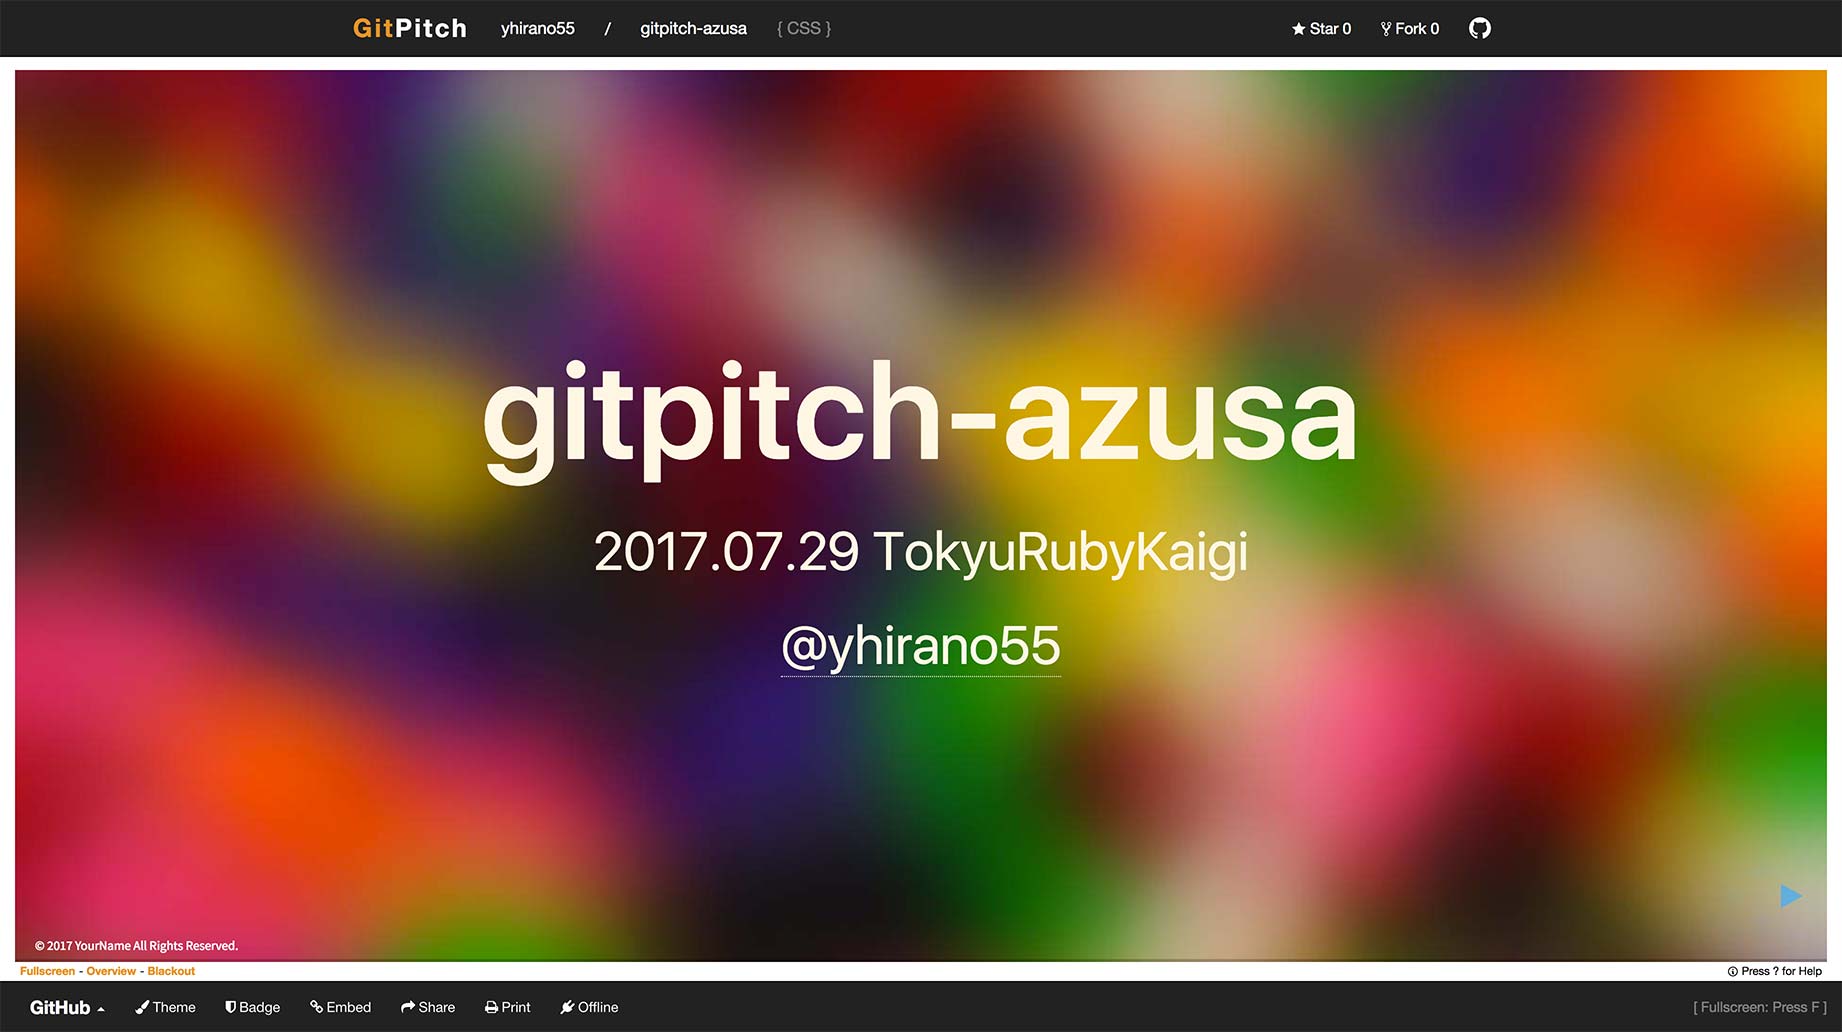 GitPitch yhirano55 / gitpitch-azusa { CSS } Star 0 Fork 0
gitpitch-azusa
2017.07.29 TokyuRubyKaigi
@yhirano55
© 2017 YourName All Rights Reserved.
Fullscreen - Overview - Blackout Press ? for Help
GitHub Theme Badge Embed Share Print Offline [ Fullscreen: Press F ]